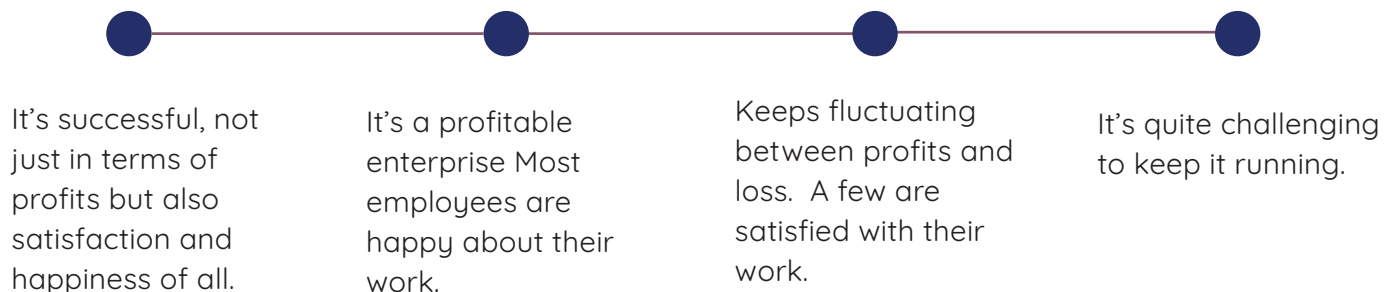 It’s successful, not
just in terms of
profits but also
satisfaction and
happiness of all.
It’s a profitable
enterprise Most
employees are
happy about their
work.
Keeps fluctuating
between profits and
loss.  A few are
satisfied with their
work.
It’s quite challenging
to keep it running.